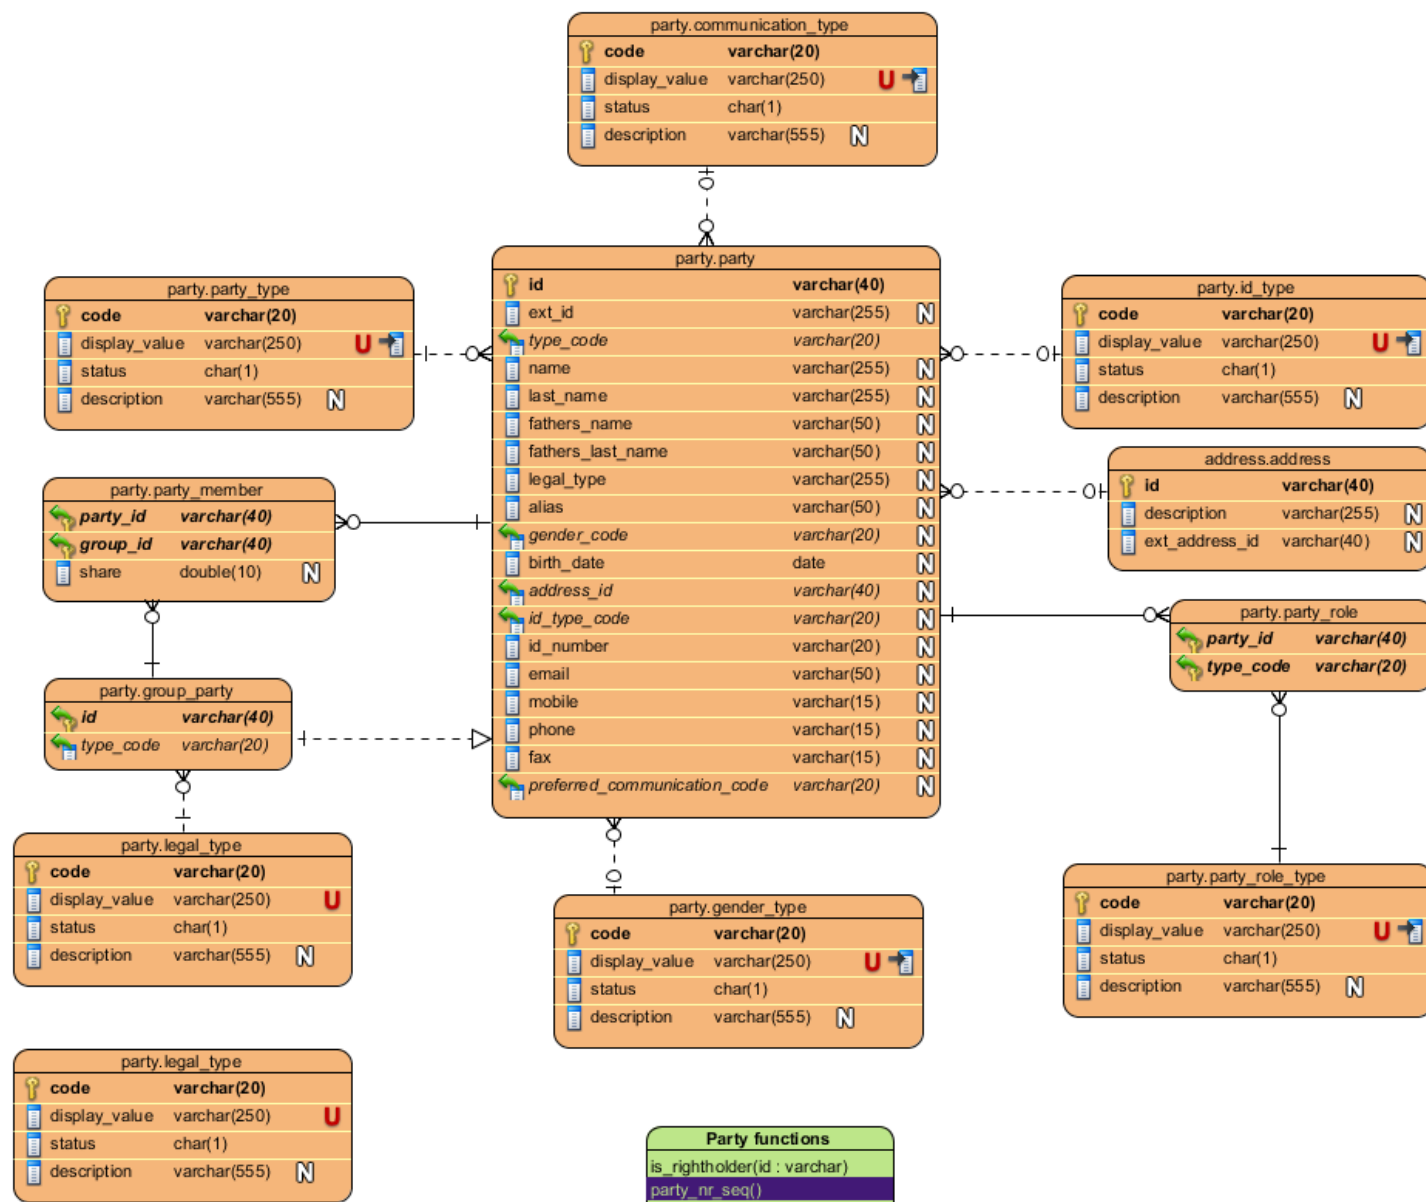 party.communication_type
code varchar(20)
display_value varchar(250) U
status char(1)
description varchar(555) N
party.party
id varchar(40)
ext_id varchar(255) N
type_code varchar(20)
name varchar(255) N
last_name varchar(255) N
fathers_name varchar(50) N
fathers_last_name varchar(50) N
legal_type varchar(255) N
alias varchar(50) N
gender_code varchar(20) N
birth_date date N
address_id varchar(40) N
id_type_code varchar(20) N
id_number varchar(20) N
email varchar(50) N
mobile varchar(15) N
phone varchar(15) N
fax varchar(15) N
preferred_communication_code varchar(20) N
party.party_type
code varchar(20)
display_value varchar(250) U
status char(1)
description varchar(555) N
party.id_type
code varchar(20)
display_value varchar(250) U
status char(1)
description varchar(555) N
address.address
id varchar(40)
description varchar(255) N
ext_address_id varchar(40) N
party.party_member
party_id varchar(40)
group_id varchar(40)
share double(10) N
party.party_role
party_id varchar(40)
type_code varchar(20)
party.group_party
id varchar(40)
type_code varchar(20)
party.legal_type
code varchar(20)
display_value varchar(250) U
status char(1)
description varchar(555) N
party.gender_type
code varchar(20)
display_value varchar(250) U
status char(1)
description varchar(555) N
party.party_role_type
code varchar(20)
display_value varchar(250) U
status char(1)
description varchar(555) N
party.legal_type
code varchar(20)
display_value varchar(250) U
status char(1)
description varchar(555) N
Party functions
is_rightholder(id : varchar)
party_nr_seq()